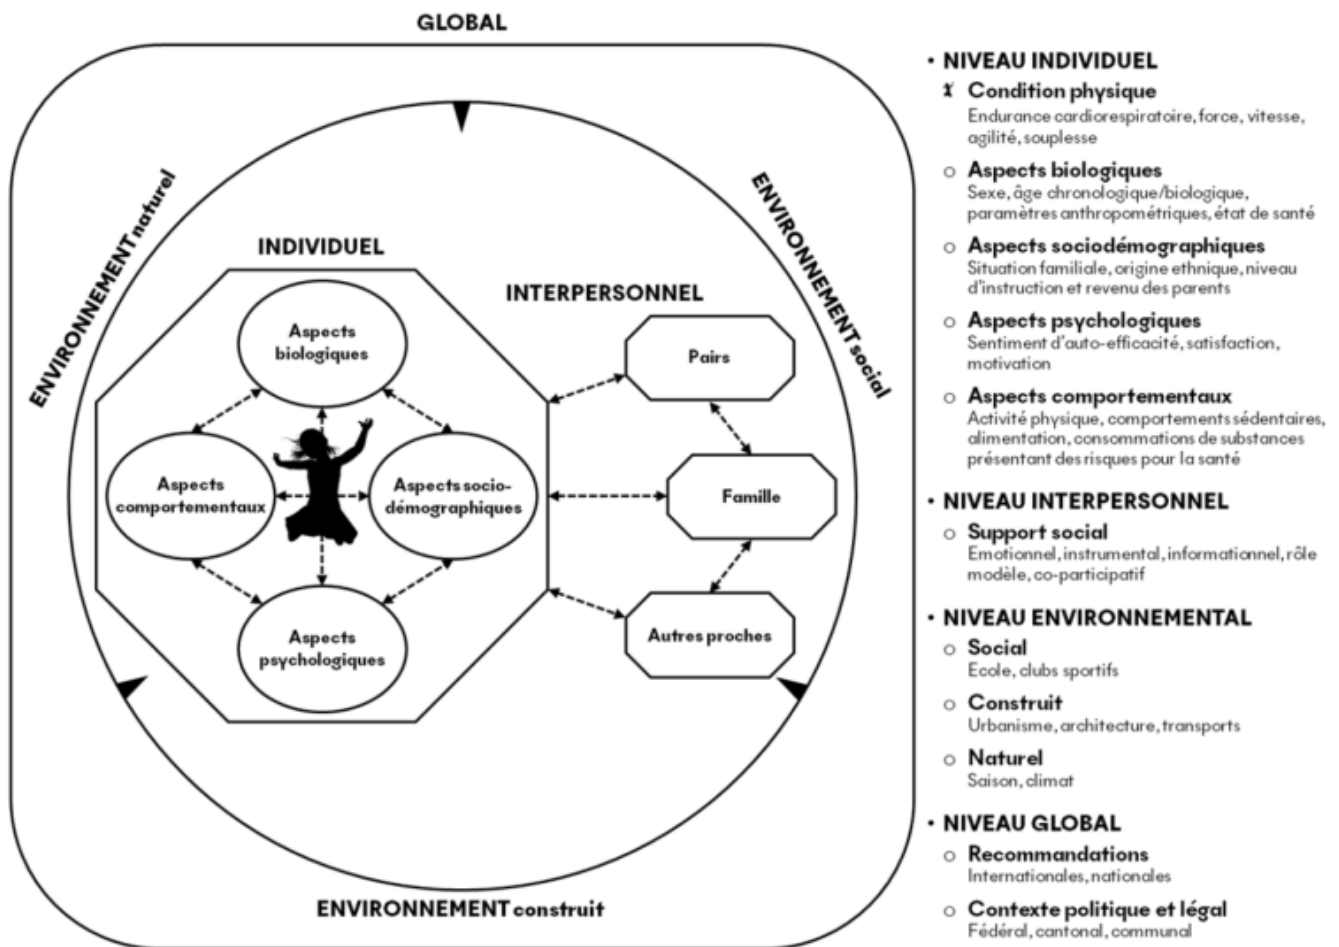 GLOBAL
ENVIRONNEMENT naturel
ENVIRONNEMENT social
INDIVIDUEL
INTERPERSONNEL
Aspects
biologiques
Pairs
Aspects
comportementaux
Aspects socio-
démographiques
Famille
Aspects
psychologiques
Autres proches
ENVIRONNEMENT construit
• NIVEAU INDIVIDUEL
Condition physique
Endurance cardiorespiratoire, force, vitesse,
agilité, souplesse
○ Aspects biologiques
Sexe, âge chronologique/biologique,
paramètres anthropométriques, état de santé
○ Aspects sociodémographiques
Situation familiale, origine ethnique, niveau
d'instruction et revenu des parents
○ Aspects psychologiques
Sentiment d'auto-efficacité, satisfaction,
motivation
○ Aspects comportementaux
Activité physique, comportements sédentaires,
alimentation, consommations de substances
présentant des risques pour la santé
• NIVEAU INTERPERSONNEL
○ Support social
Emotionnel, instrumental, informationnel, rôle
modèle, co-participatif
• NIVEAU ENVIRONNEMENTAL
○ Social
Ecole, clubs sportifs
○ Construit
Urbanisme, architecture, transports
○ Naturel
Saison, climat
• NIVEAU GLOBAL
○ Recommandations
Internationales, nationales
○ Contexte politique et légal
Fédéral, cantonal, communal